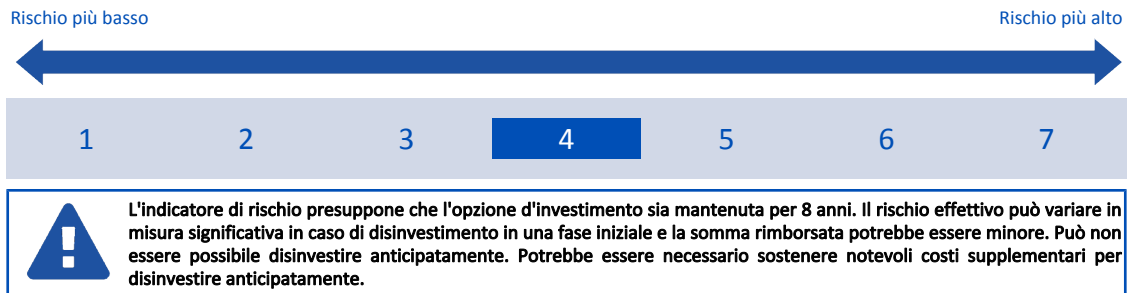 Rischio più basso Rischio più alto
1 2 3 4 5 6 7
L'indicatore di rischio presuppone che l'opzione d'investimento sia mantenuta per 8 anni. Il rischio effettivo può variare in
misura significativa in caso di disinvestimento in una fase iniziale e la somma rimborsata potrebbe essere minore. Può non
essere possibile disinvestire anticipatamente. Potrebbe essere necessario sostenere notevoli costi supplementari per
disinvestire anticipatamente.